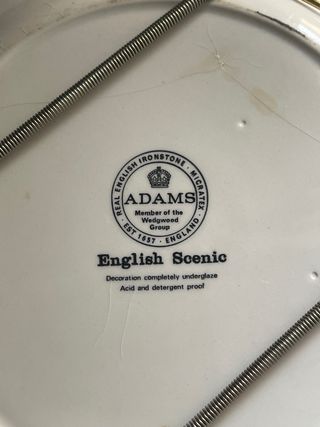 REAL ENGLISH IRONSTONE · MICRATEX
ADAMS
Member of the
Wedgwood
Group
· EST 1657 · ENGLAND ·
English Scenic
Decoration completely underglaze
Acid and detergent proof